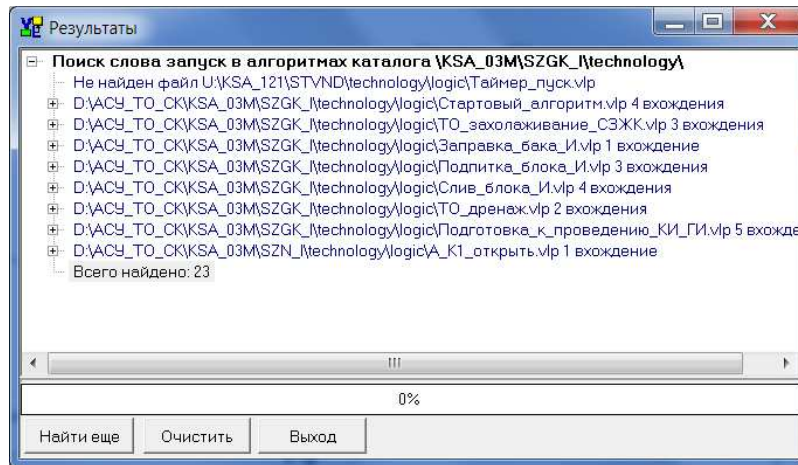 Результаты
Поиск слова запуск в алгоритмах каталога \KSA_03M\SZGK_I\technology\
Не найден файл U:\KSA_121\STVND\technology\logic\Таймер_пуск.vlp
D:\АСУ_ТО_СК\KSA_03M\SZGK_I\technology\logic\Стартовый_алгоритм.vlp 4 вхождения
D:\АСУ_ТО_СК\KSA_03M\SZGK_I\technology\logic\ТО_захолаживание_СЗЖК.vlp 3 вхождения
D:\АСУ_ТО_СК\KSA_03M\SZGK_I\technology\logic\Заправка_бака_И.vlp 1 вхождение
D:\АСУ_ТО_СК\KSA_03M\SZGK_I\technology\logic\Подпитка_блока_И.vlp 3 вхождения
D:\АСУ_ТО_СК\KSA_03M\SZGK_I\technology\logic\Слив_блока_И.vlp 4 вхождения
D:\АСУ_ТО_СК\KSA_03M\SZGK_I\technology\logic\ТО_дренаж.vlp 2 вхождения
D:\АСУ_ТО_СК\KSA_03M\SZGK_I\technology\logic\Подготовка_к_проведению_КИ_ГИ.vlp 5 вхожде
D:\АСУ_ТО_СК\KSA_03M\SZN_I\technology\logic\А_К1_открыть.vlp 1 вхождение
Всего найдено: 23
0%
Найти еще Очистить Выход